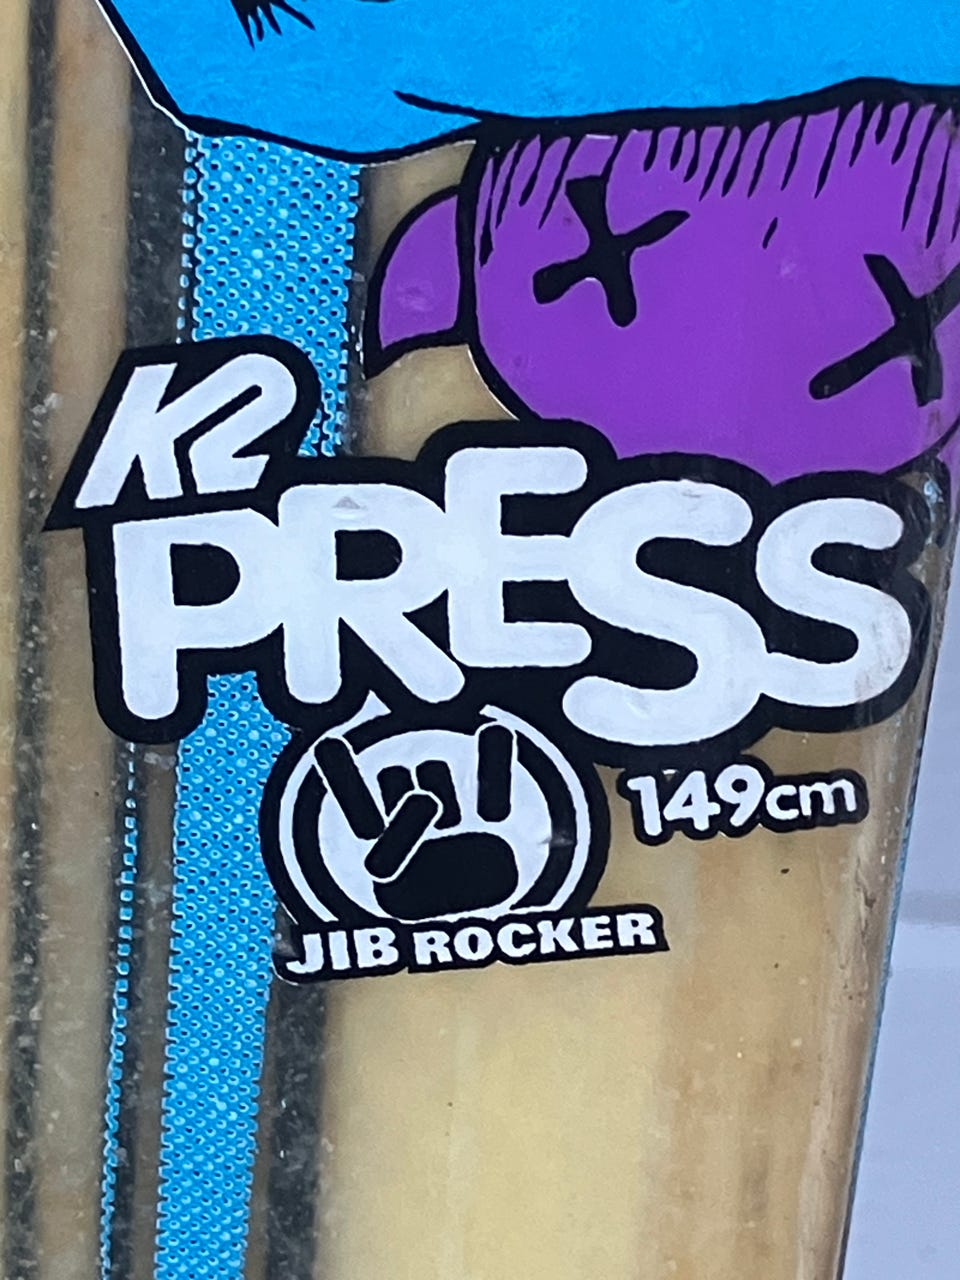 K2
PRESS
149cm
JIB ROCKER